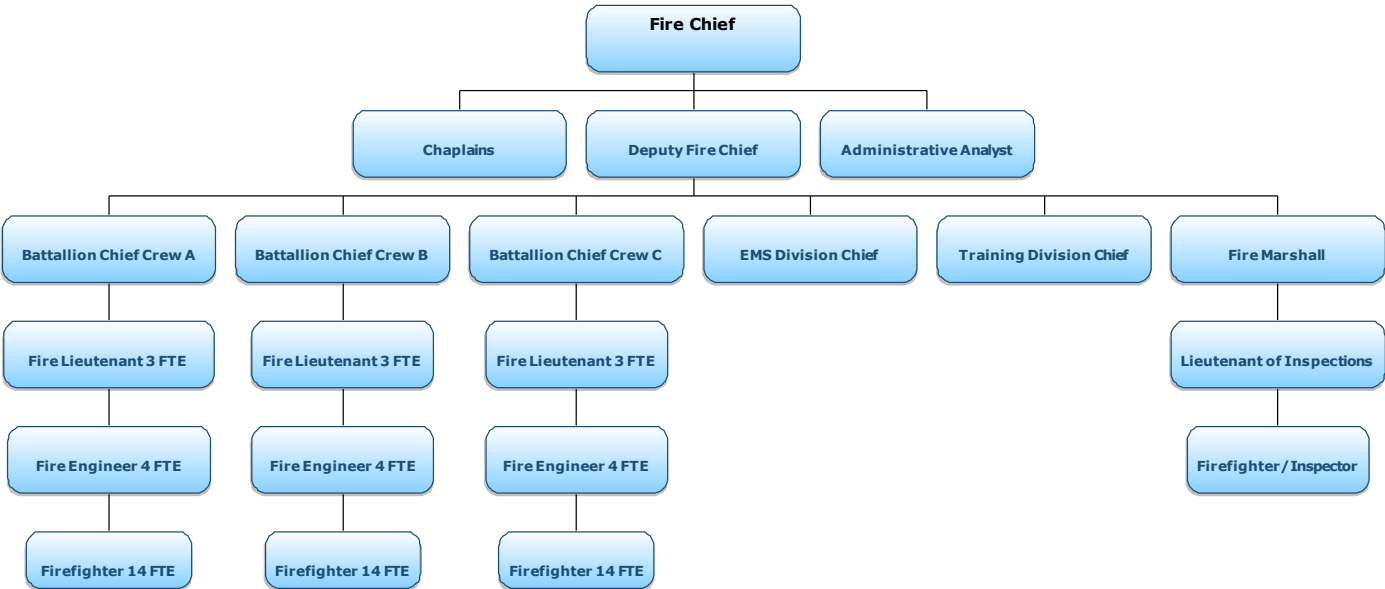 Fire Chief
Chaplains
Deputy Fire Chief
Administrative Analyst
Battallion Chief Crew A
Battallion Chief Crew B
Battallion Chief Crew C
EMS Division Chief
Training Division Chief
Fire Marshall
Fire Lieutenant 3 FTE
Fire Lieutenant 3 FTE
Fire Lieutenant 3 FTE
Lieutenant of Inspections
Fire Engineer 4 FTE
Fire Engineer 4 FTE
Fire Engineer 4 FTE
Firefighter/Inspector
Firefighter 14 FTE
Firefighter 14 FTE
Firefighter 14 FTE